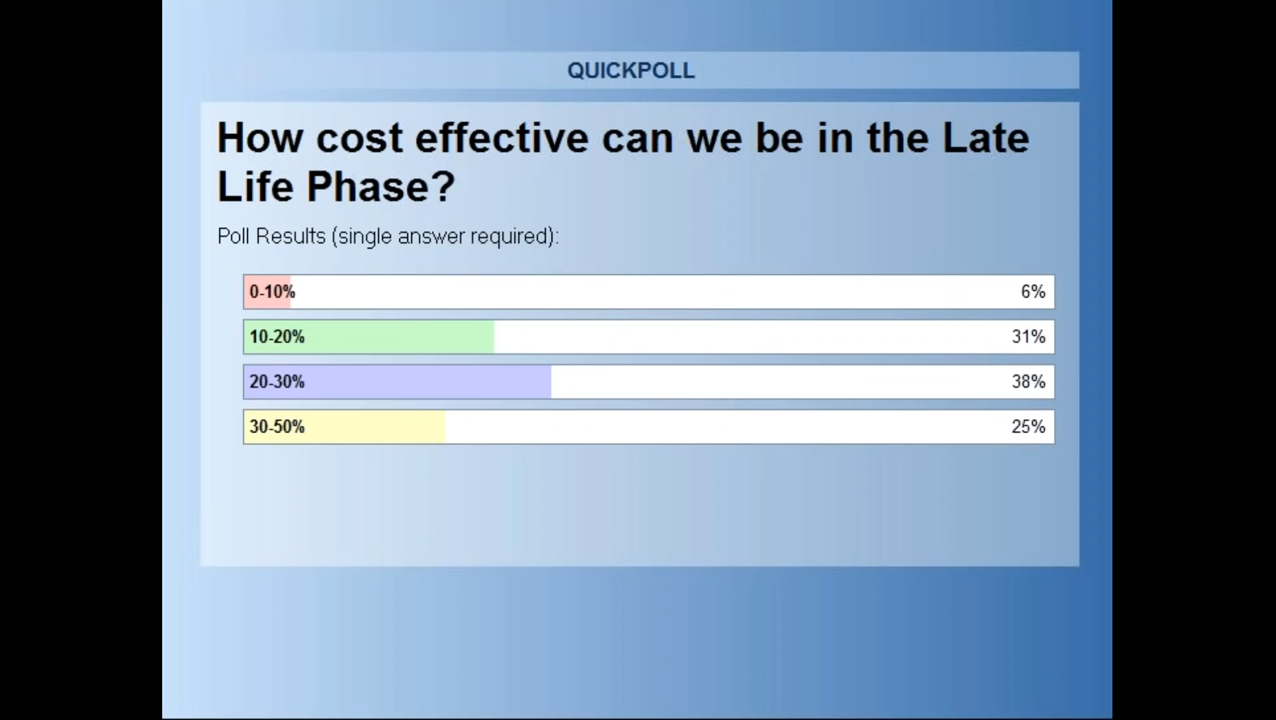 QUICKPOLL
How cost effective can we be in the Late
Life Phase?
Poll Results (single answer required):
0-10% 6%
10-20% 31%
20-30% 38%
30-50% 25%